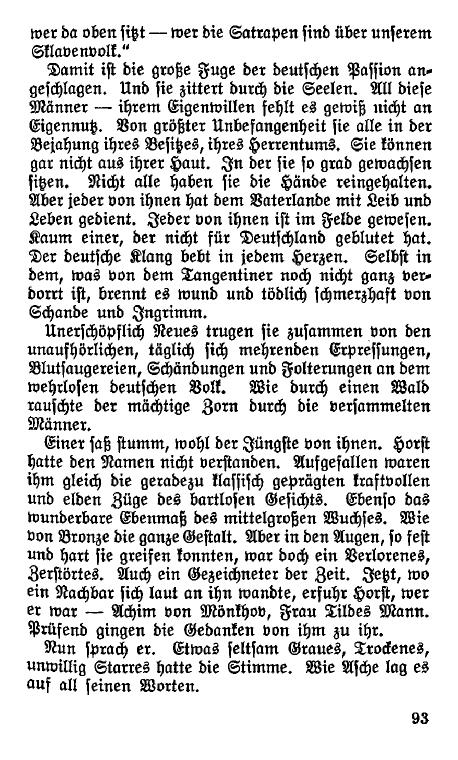 wer da oben sitzt — wer die Satrapen sind über unserem
Sklavenvolk.“
Damit ist die große Fuge der deutschen Passion an-
geschlagen. Und sie zittert durch die Seelen. All diese
Männer — ihrem Eigenwillen fehlt es gewiß nicht an
Eigennutz. Von größter Unbefangenheit sie alle in der
Bejahung ihres Besitzes, ihres Herrentums. Sie können
gar nicht aus ihrer Haut. In der sie so grad gewachsen
sitzen. Nicht alle haben sie die Hände reingehalten.
Aber jeder von ihnen hat dem Vaterlande mit Leib und
Leben gedient. Jeder von ihnen ist im Felde gewesen.
Kaum einer, der nicht für Deutschland geblutet hat.
Der deutsche Klang bebt in jedem Herzen. Selbst in
dem, was von dem Tangentiner noch nicht ganz ver-
dorrt ist, brennt es wund und tödlich schmerzhaft von
Schande und Ingrimm.
Unerschöpflich Neues trugen sie zusammen von den
unaufhörlichen, täglich sich mehrenden Erpressungen,
Blutsaugereien, Schändungen und Folterungen an dem
wehrlosen deutschen Volk. Wie durch einen Wald
rauschte der mächtige Zorn durch die versammelten
Männer.
Einer saß stumm, wohl der Jüngste von ihnen. Horst
hatte den Namen nicht verstanden. Aufgefallen waren
ihm gleich die geradezu klassisch geprägten kraftvollen
und elden Züge des bartlosen Gesichts. Ebenso das
wunderbare Ebenmaß des mittelgroßen Wuchses. Wie
von Bronze die ganze Gestalt. Aber in den Augen, so fest
und hart sie greifen konnten, war doch ein Verlorenes,
Zerstörtes. Auch ein Gezeichneter der Zeit. Jetzt, wo
ein Nachbar sich laut an ihn wandte, erfuhr Horst, wer
er war — Achim von Mönkhov, Frau Tildes Mann.
Prüfend gingen die Gedanken von ihm zu ihr.
Nun sprach er. Etwas seltsam Graues, Trockenes,
unwillig Starres hatte die Stimme. Wie Asche lag es
auf all seinen Worten.
93